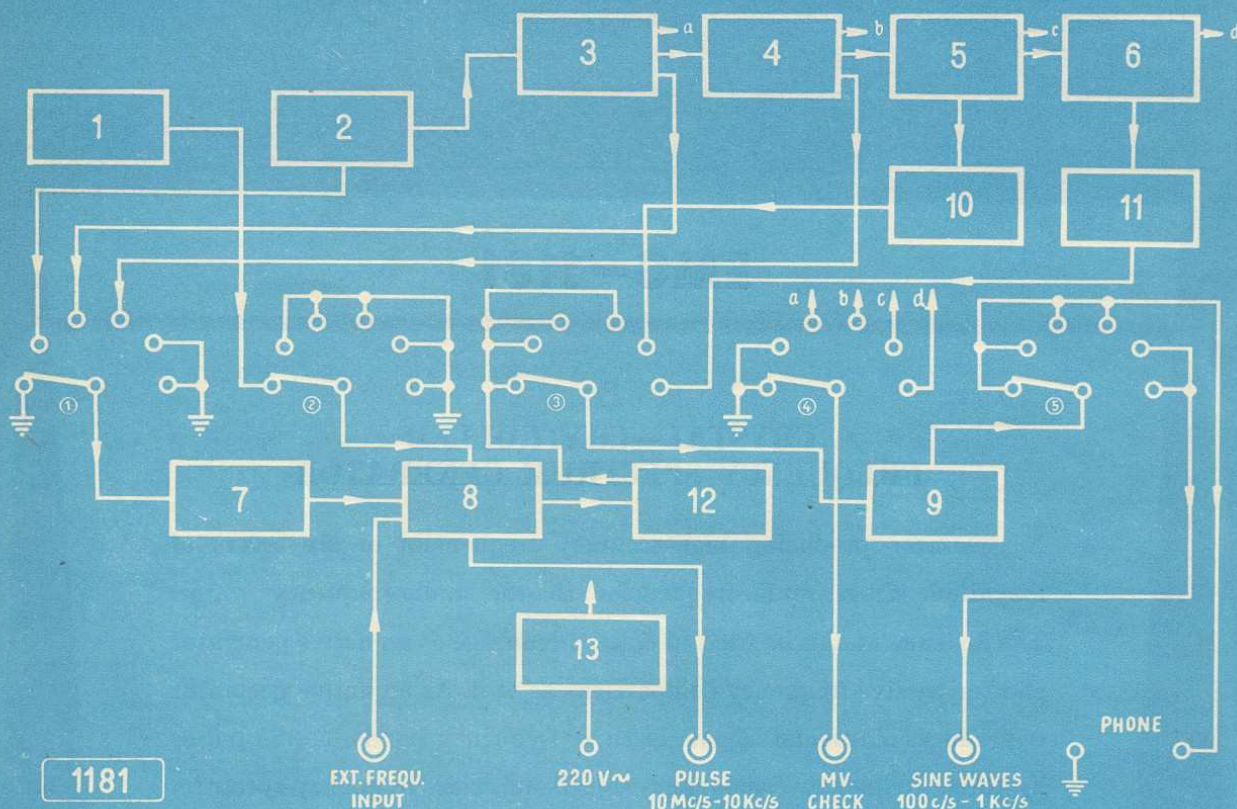 3 a 4 b 5 c 6 d
1 2
10 11
a b c d
① ② ③ ④ ⑤
7 8 12 9
13
PHONE
1181
EXT. FREQU.
INPUT
220 V~
PULSE
10 Mc/s-10 Kc/s
MV.
CHECK
SINE WAVES
100 c/s - 1 Kc/s